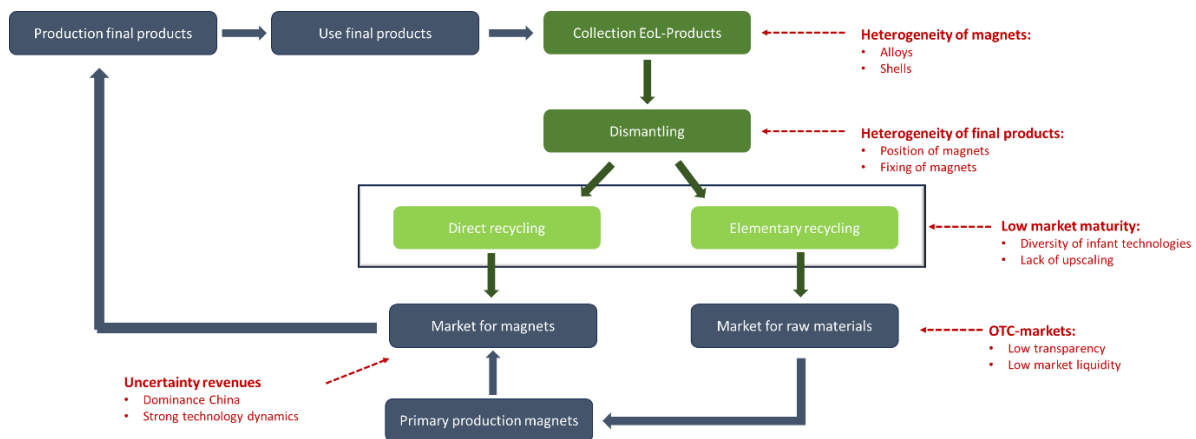 Production final products
Use final products
Collection EoL-Products
Heterogeneity of magnets:
• Alloys
• Shells
Dismantling
Heterogeneity of final products:
• Position of magnets
• Fixing of magnets
Direct recycling
Elementary recycling
Low market maturity:
• Diversity of infant technologies
• Lack of upscaling
Market for magnets
Market for raw materials
OTC-markets:
• Low transparency
• Low market liquidity
Uncertainty revenues
• Dominance China
• Strong technology dynamics
Primary production magnets